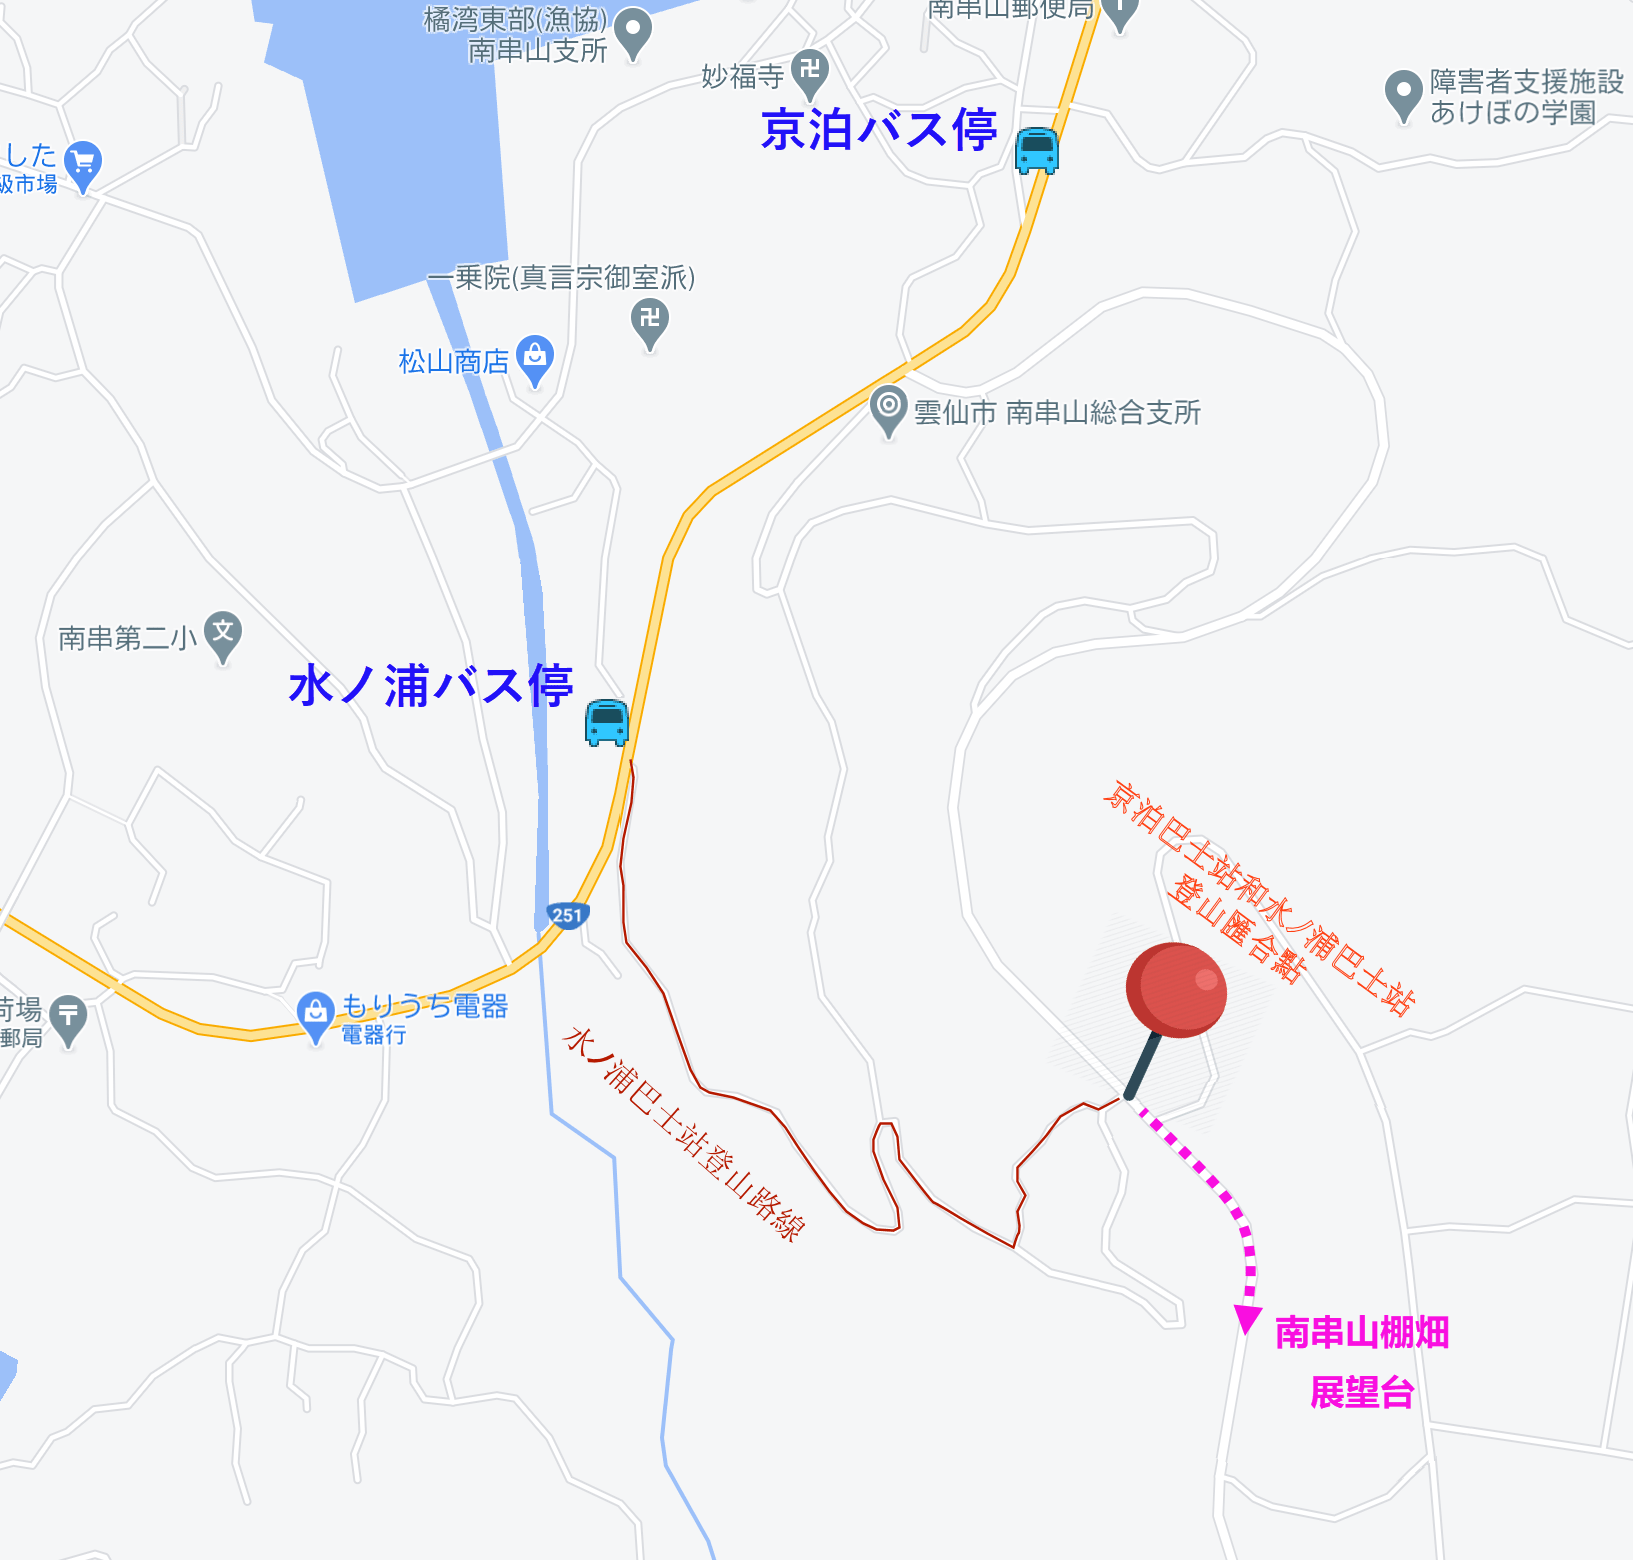 橘湾東部(漁協)
南串山支所
南串山郵便局
妙福寺
障害者支援施設
あけぼの学園
京泊バス停
した
級市場
一乗院(真言宗御室派)
松山商店
雲仙市 南串山総合支所
南串第二小
水ノ浦バス停
京泊巴士站和水ノ浦巴士站
登山匯合點
251
荷場
郵局
もりうち電器
電器行
水ノ浦巴士站登山路線
南串山棚畑
展望台